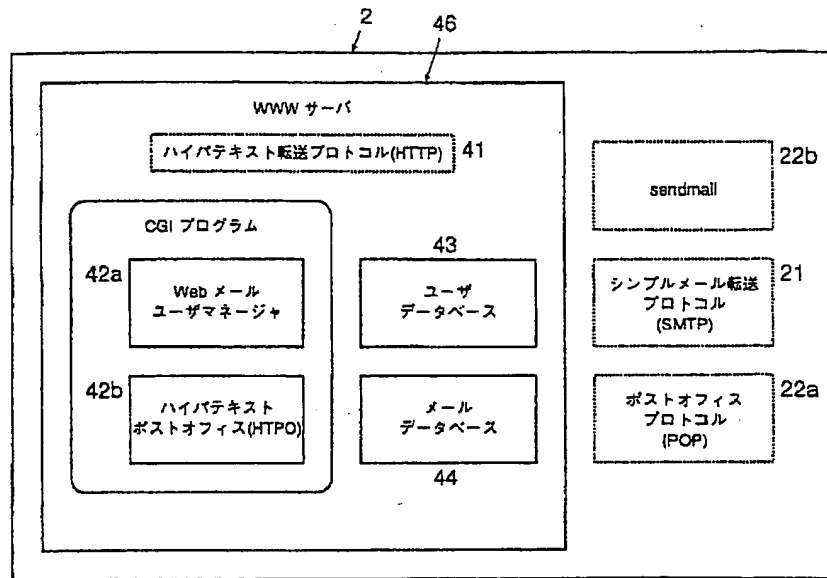 2
46
WWW サーバ
ハイパテキスト転送プロトコル(HTTP)
41
CGI プログラム
42a
Web メール
ユーザマネージャ
42b
ハイパテキスト
ポストオフィス(HTPO)
43
ユーザ
データベース
メール
データベース
44
22b
sendmail
21
シンプルメール転送
プロトコル
(SMTP)
22a
ポストオフィス
プロトコル
(POP)